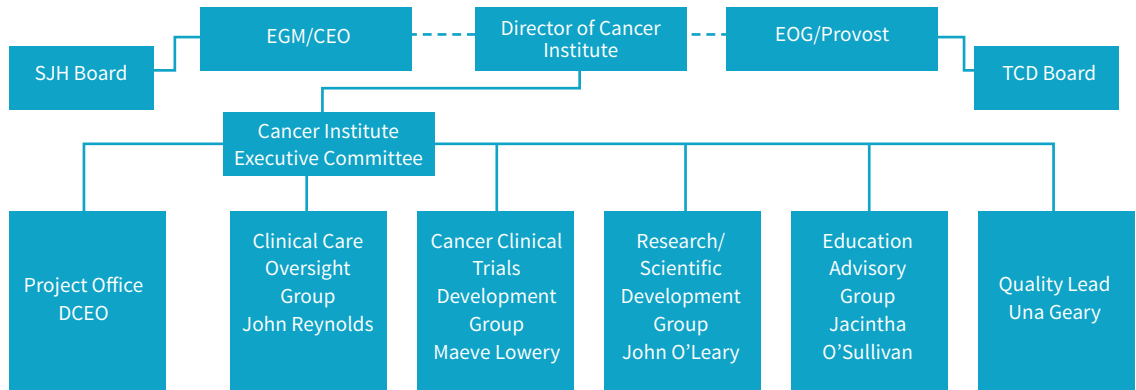 EGM/CEO
Director of Cancer
Institute
EOG/Provost
SJH Board
TCD Board
Cancer Institute
Executive Committee
Project Office
DCEO
Clinical Care
Oversight
Group
John Reynolds
Cancer Clinical
Trials
Development
Group
Maeve Lowery
Research/
Scientific
Development
Group
John O’Leary
Education
Advisory
Group
Jacintha
O’Sullivan
Quality Lead
Una Geary